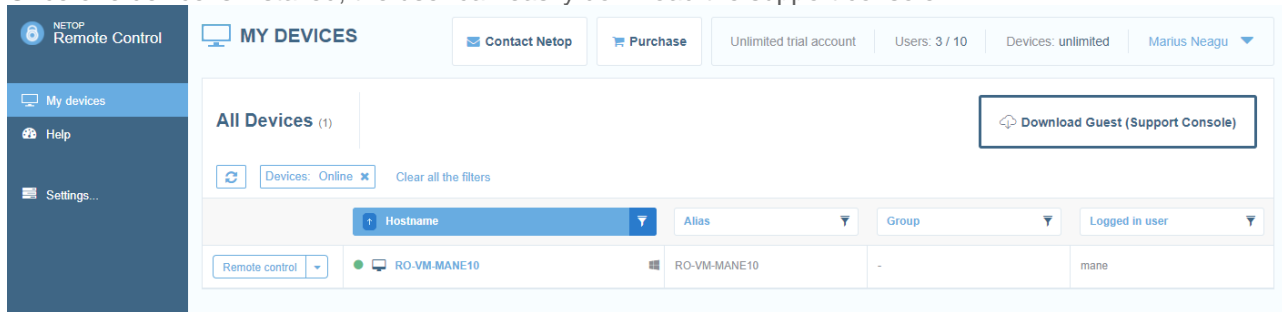 NETOP
Remote Control
MY DEVICES
Contact Netop
Purchase
Unlimited trial account
Users: 3 / 10
Devices: unlimited
Marius Neagu
My devices
Help
Settings...
All Devices (1)
Download Guest (Support Console)
Devices: Online
Clear all the filters
Hostname
Alias
Group
Logged in user
Remote control
RO-VM-MANE10
RO-VM-MANE10
-
mane